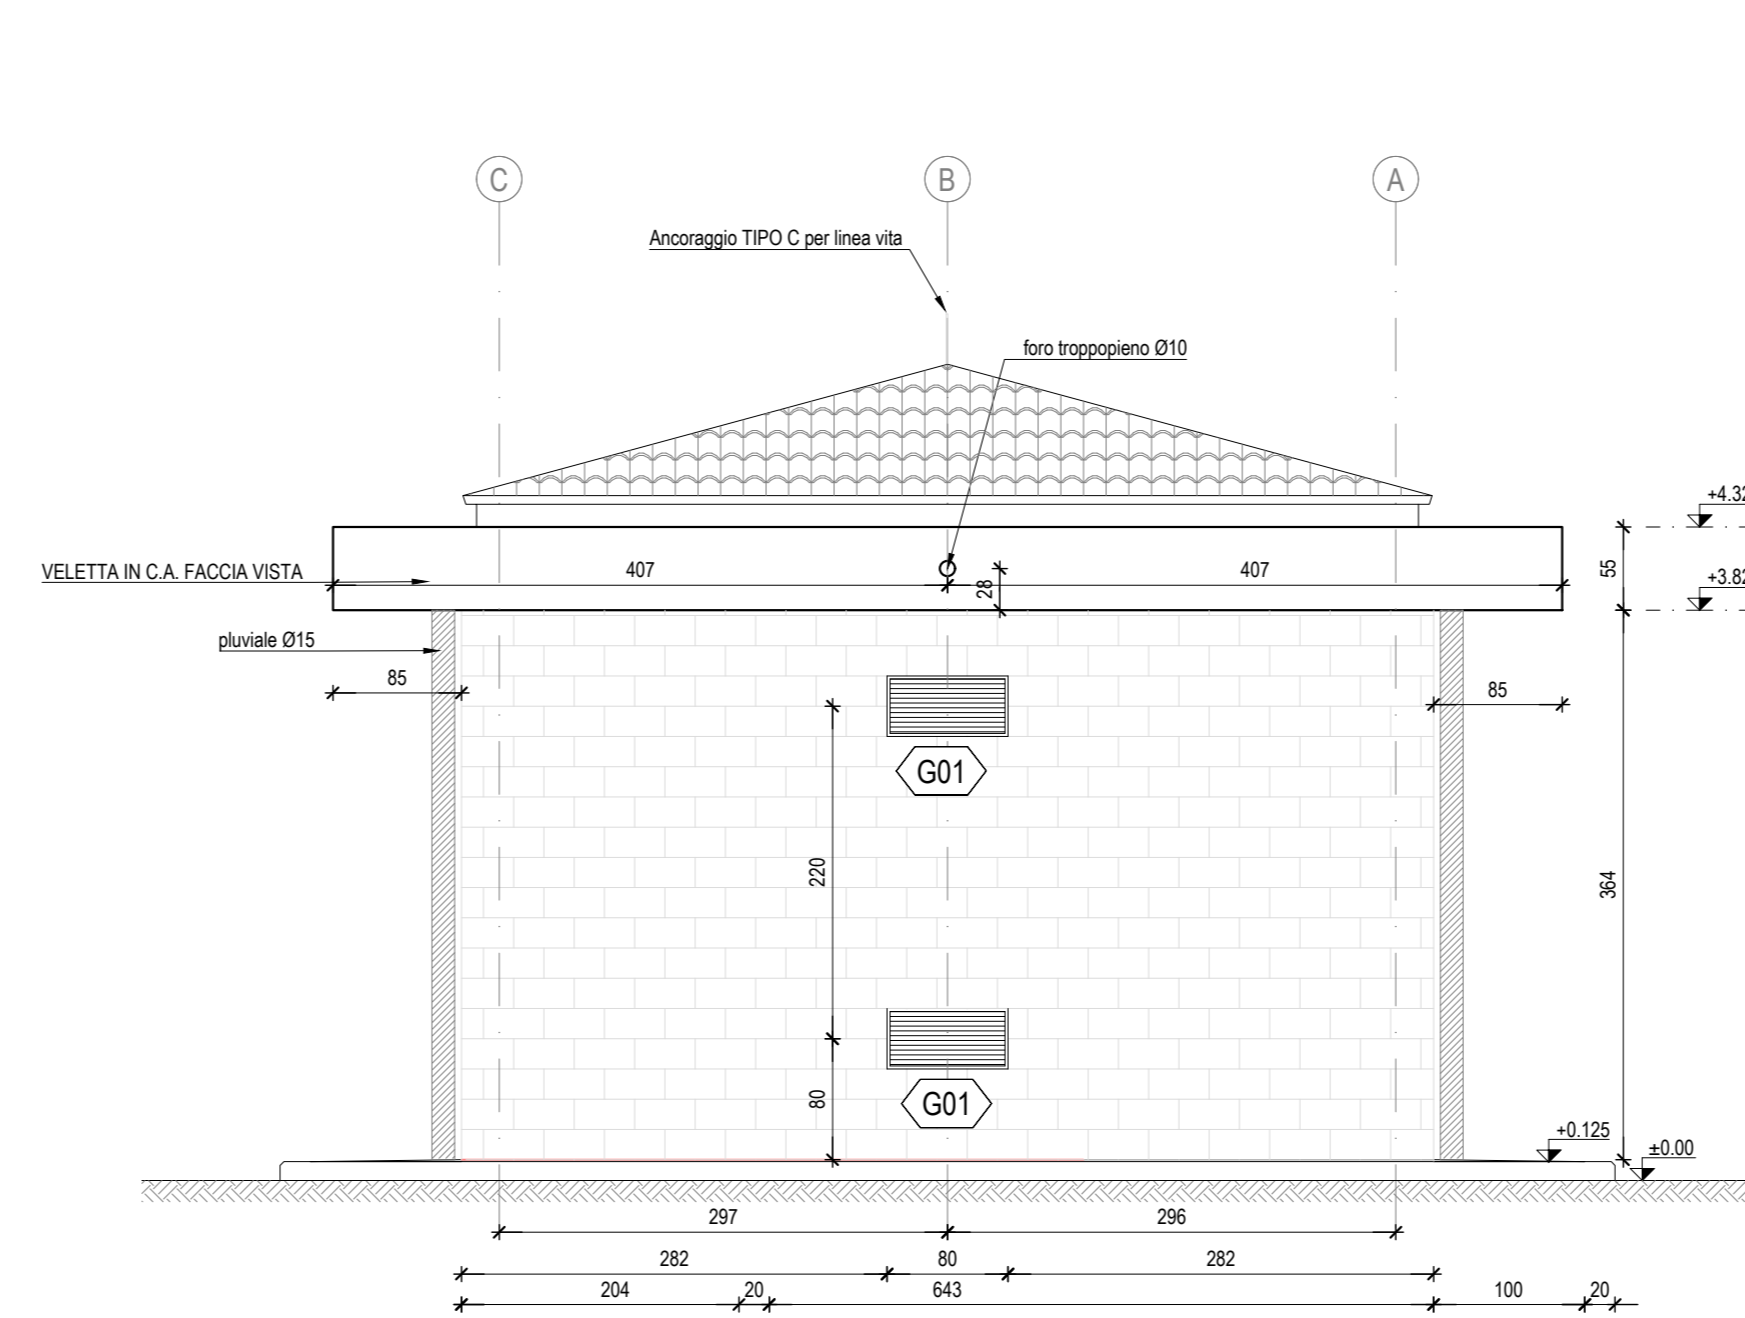 C
B
A
Ancoraggio TIPO C per linea vita
foro troppopieno Ø10
+4.32
VELETTA IN C.A. FACCIA VISTA
407
28
407
55
+3.82
pluviale Ø15
85
85
G01
220
364
80
G01
+0.125
±0.00
297
296
282
80
282
204
20
643
100
20